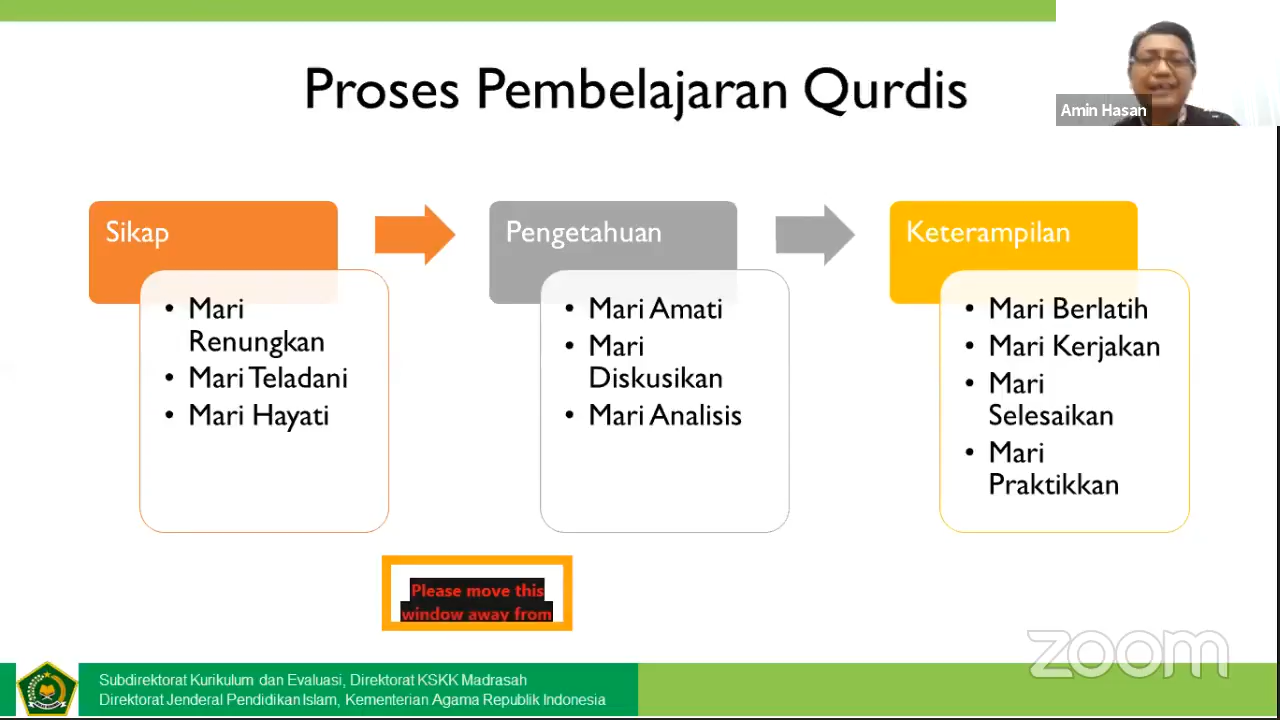 Proses Pembelajaran Qurdis
Amin Hasan
Sikap
• Mari
Renungkan
• Mari Teladani
• Mari Hayati
Pengetahuan
• Mari Amati
• Mari
Diskusikan
• Mari Analisis
Keterampilan
• Mari Berlatih
• Mari Kerjakan
• Mari
Selesaikan
• Mari
Praktikkan
Please move this
window away from
zoom
Subdirektorat Kurikulum dan Evaluasi, Direktorat KSKK Madrasah
Direktorat Jenderal Pendidikan Islam, Kementerian Agama Republik Indonesia